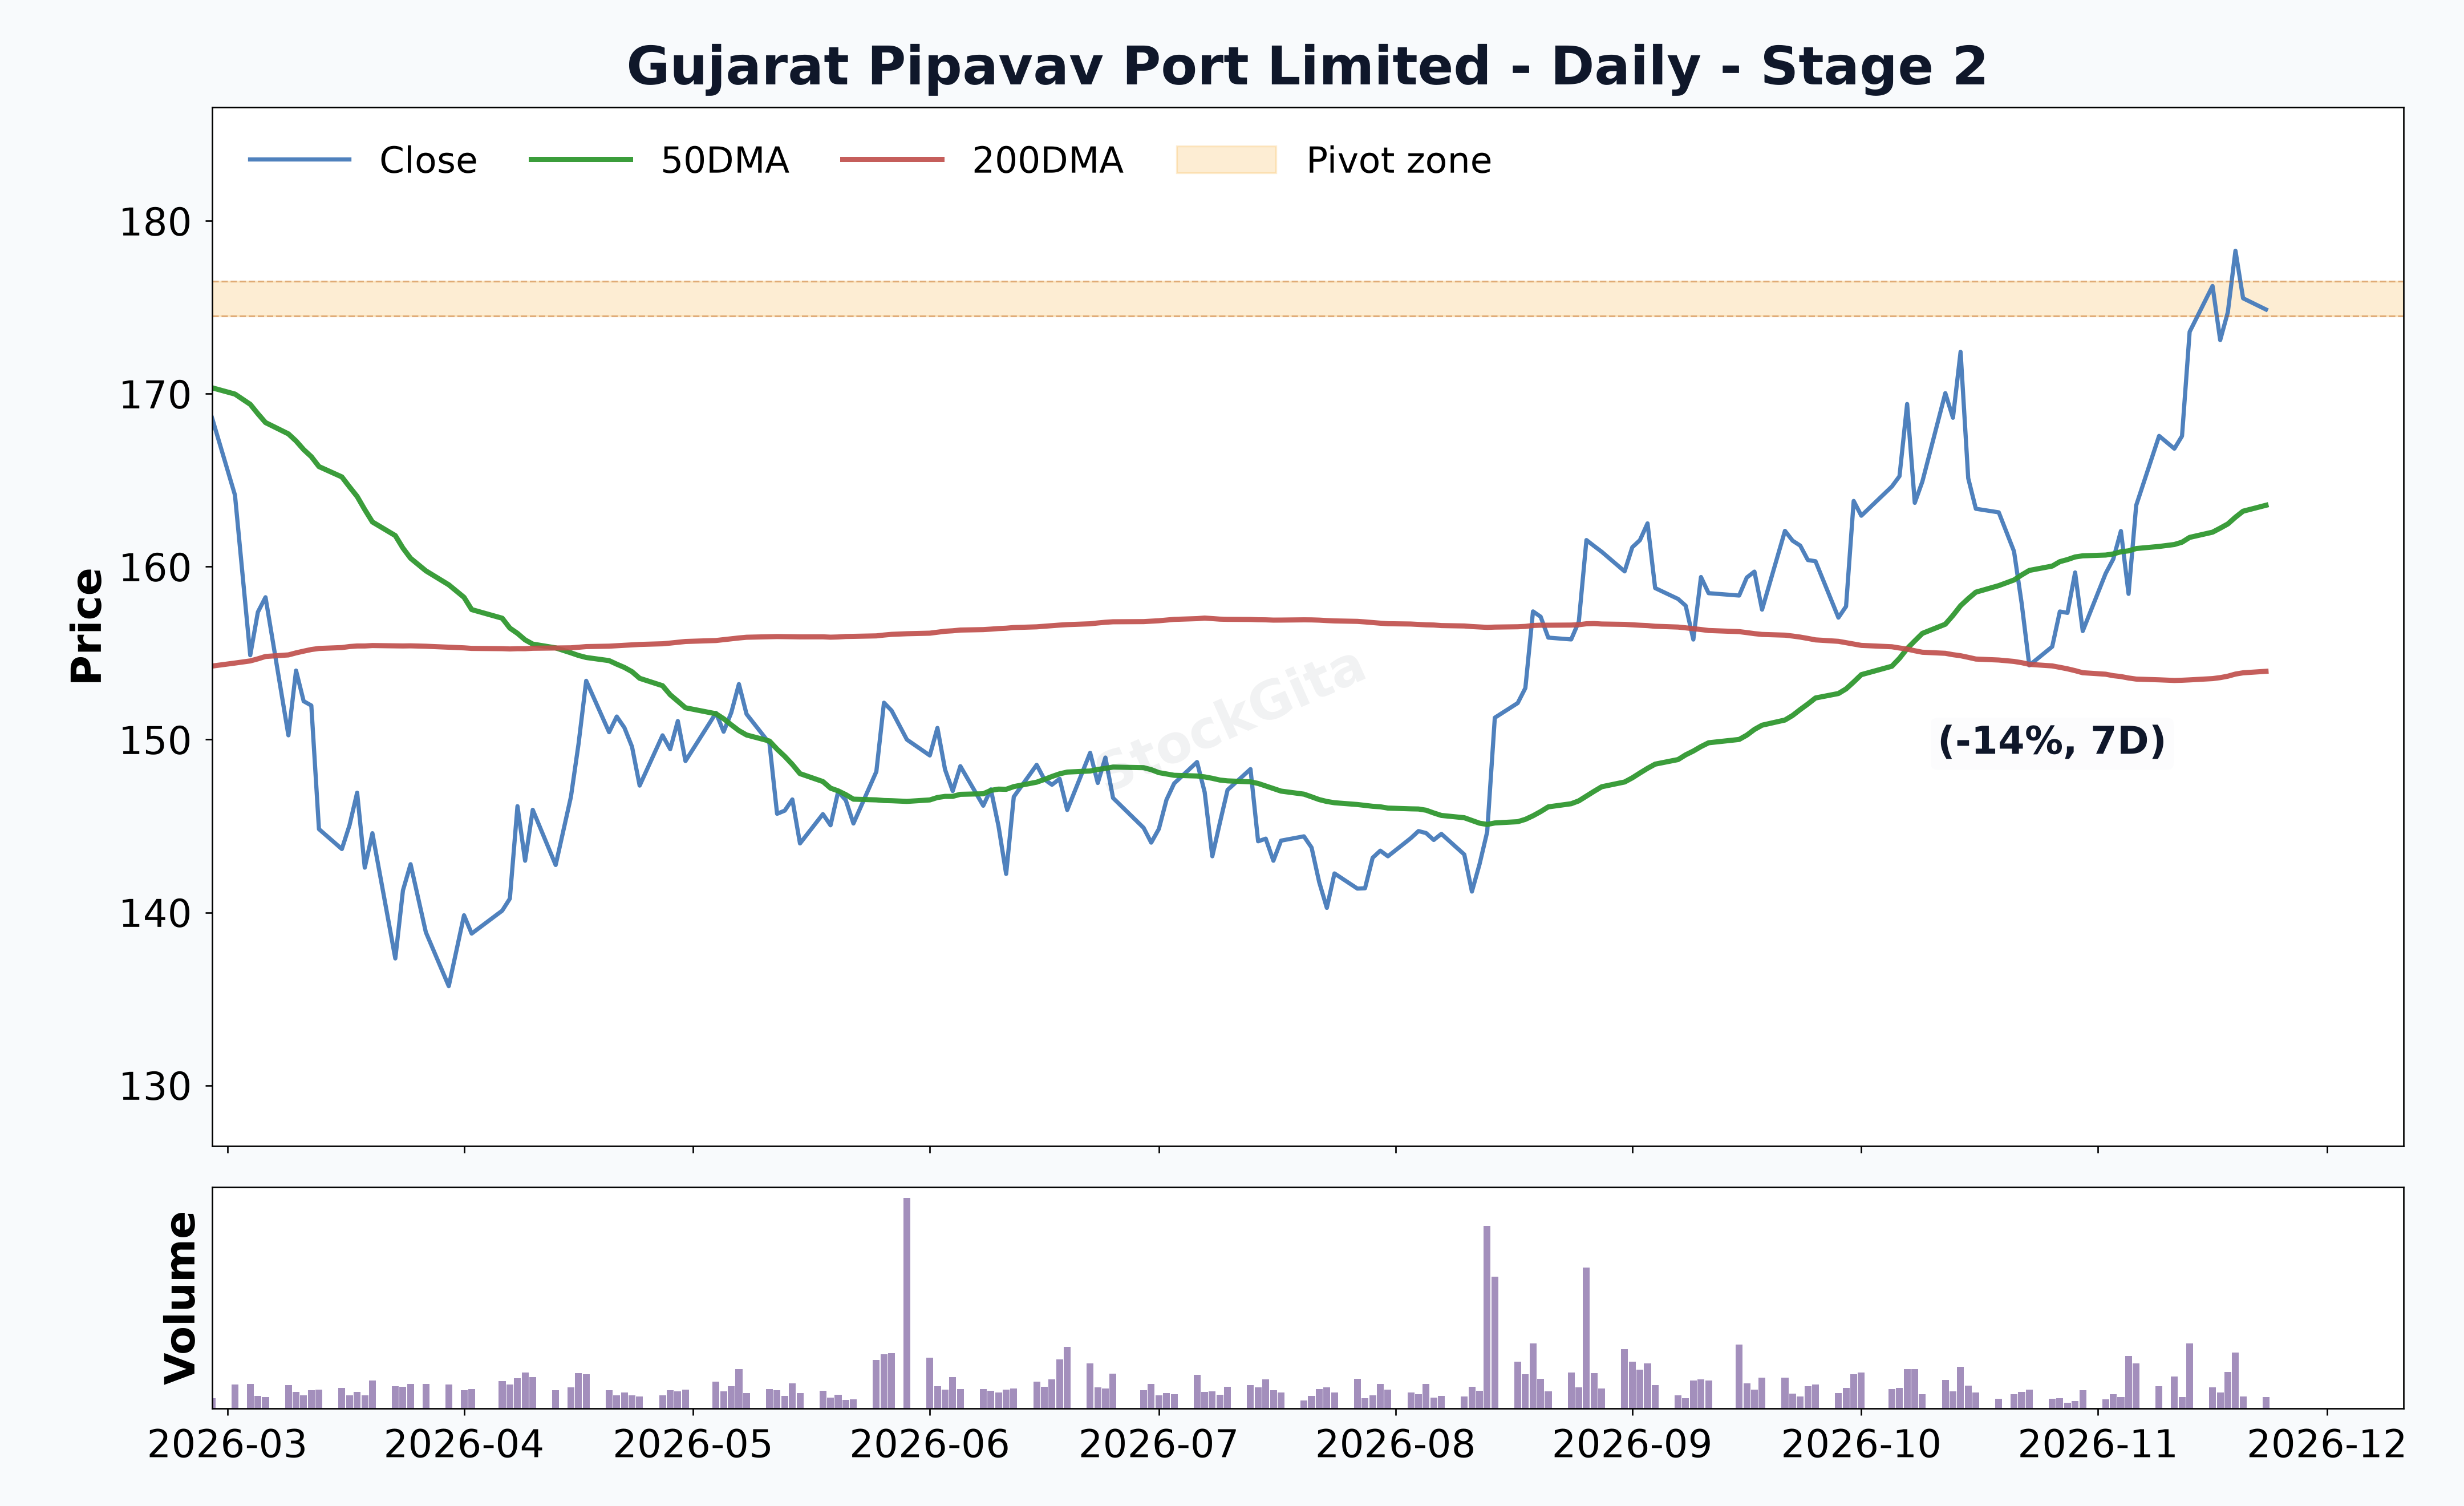 Gujarat Pipavav Port Limited - Daily - Stage 2
Close 50DMA 200DMA Pivot zone
Price
180
170
160
150
140
130
StockGita
(-14%, 7D)
Volume
2026-03 2026-04 2026-05 2026-06 2026-07 2026-08 2026-09 2026-10 2026-11 2026-12